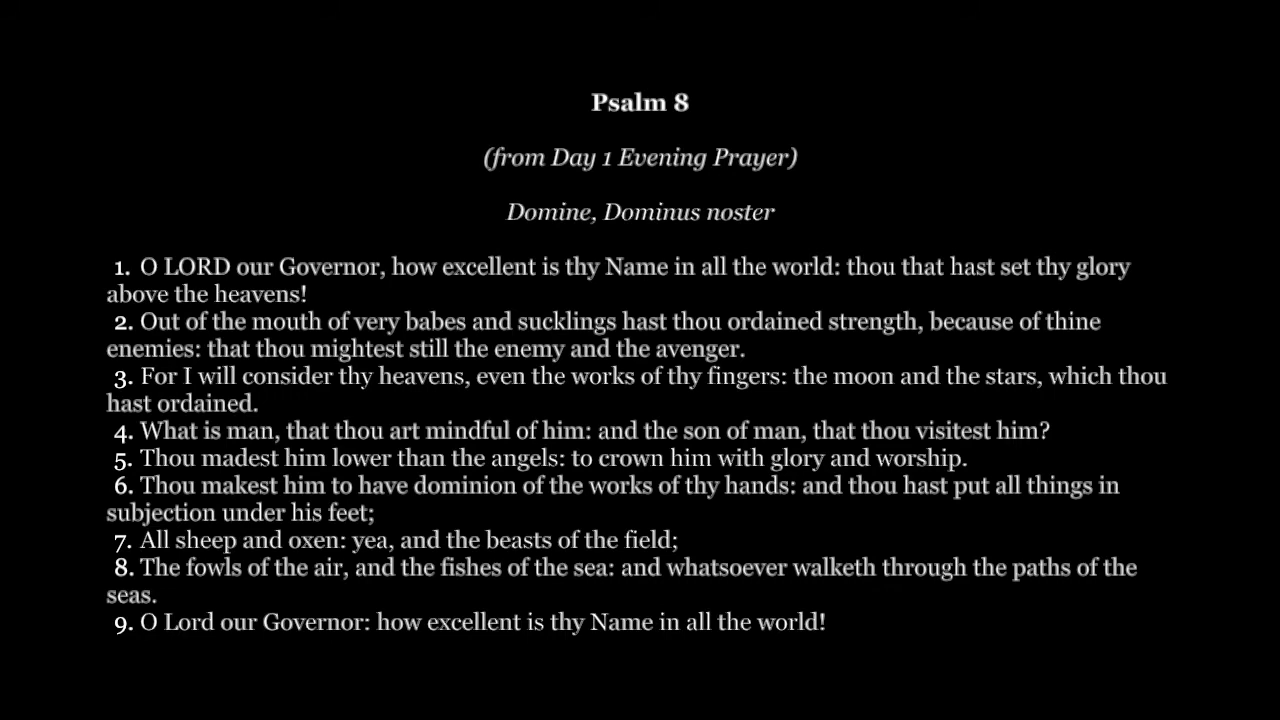 Psalm 8
(from Day 1 Evening Prayer)
Domine, Dominus noster
1. O LORD our Governor, how excellent is thy Name in all the world: thou that hast set thy glory
above the heavens!
2. Out of the mouth of very babes and sucklings hast thou ordained strength, because of thine
enemies: that thou mightest still the enemy and the avenger.
3. For I will consider thy heavens, even the works of thy fingers: the moon and the stars, which thou
hast ordained.
4. What is man, that thou art mindful of him: and the son of man, that thou visitest him?
5. Thou madest him lower than the angels: to crown him with glory and worship.
6. Thou makest him to have dominion of the works of thy hands: and thou hast put all things in
subjection under his feet;
7. All sheep and oxen: yea, and the beasts of the field;
8. The fowls of the air, and the fishes of the sea: and whatsoever walketh through the paths of the
seas.
9. O Lord our Governor: how excellent is thy Name in all the world!